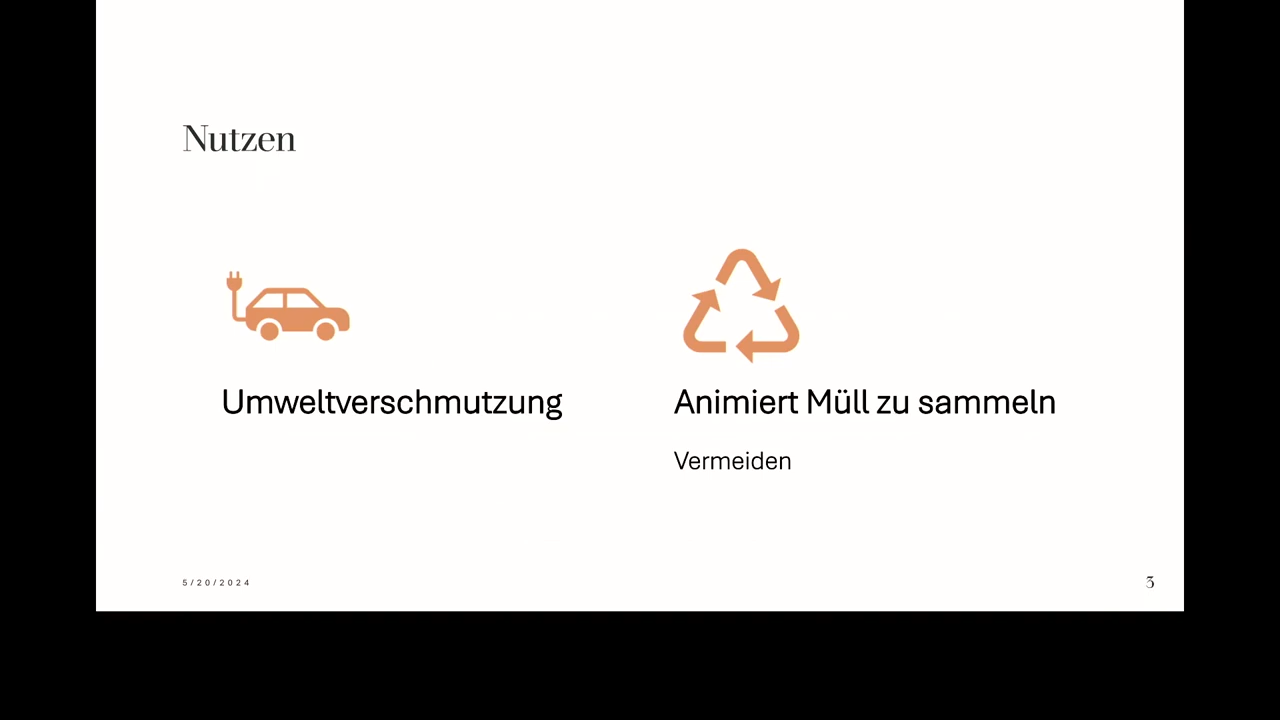 Nutzen
Umweltverschmutzung
Animiert Müll zu sammeln
Vermeiden
5/20/2024
3